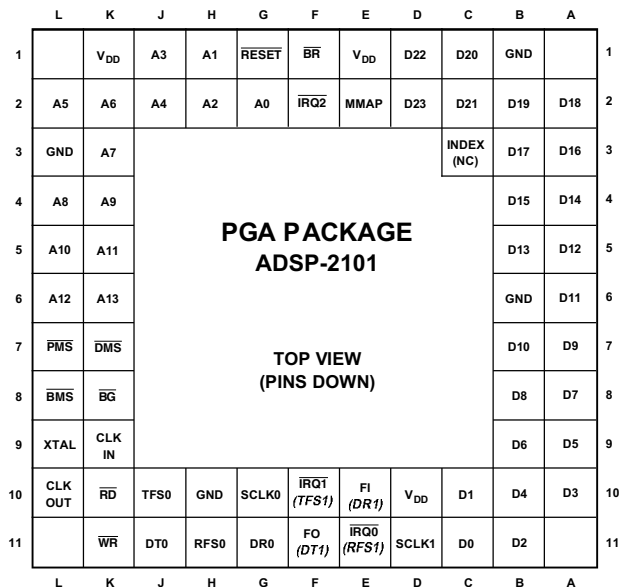 L K J H G F E D C B A
1 V_DD A3 A1 RESET BR V_DD D22 D20 GND 1
2 A5 A6 A4 A2 A0 IRQ2 MMAP D23 D21 D19 D18 2
3 GND A7 INDEX (NC) D17 D16 3
4 A8 A9 D15 D14 4
PGA PACKAGE
ADSP-2101
5 A10 A11 D13 D12 5
6 A12 A13 GND D11 6
7 PMS DMS D10 D9 7
TOP VIEW
(PINS DOWN)
8 BMS BG D8 D7 8
9 XTAL CLK IN D6 D5 9
10 CLK OUT RD TFS0 GND SCLK0 IRQ1 (TFS1) FI (DR1) V_DD D1 D4 D3 10
11 WR DT0 RFS0 DR0 FO (DT1) IRQ0 (RFS1) SCLK1 D0 D2 11
L K J H G F E D C B A